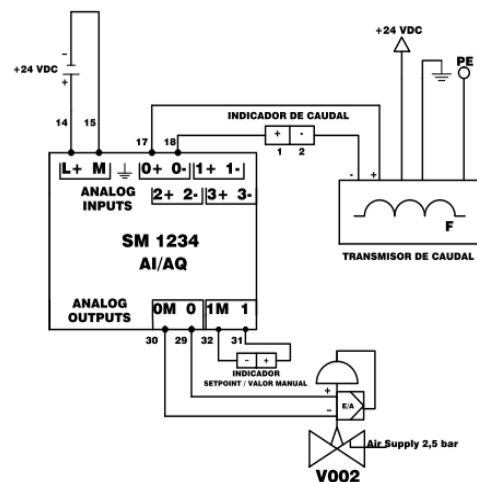 +24 VDC
-
+24 VDC
+
PE
14
15
17
18
INDICADOR DE CAUDAL
+ -
1 2
- +
L+ M 0+ 0- 1+ 1-
ANALOG
INPUTS
2+ 2- 3+ 3-
F
SM 1234
AI/AQ
TRANSMISOR DE CAUDAL
ANALOG
OUTPUTS
0M 0 1M 1
30 29 32 31
- +
INDICADOR
SETPOINT / VALOR MANUAL
+
-
E/A
Air Supply 2,5 bar
V002